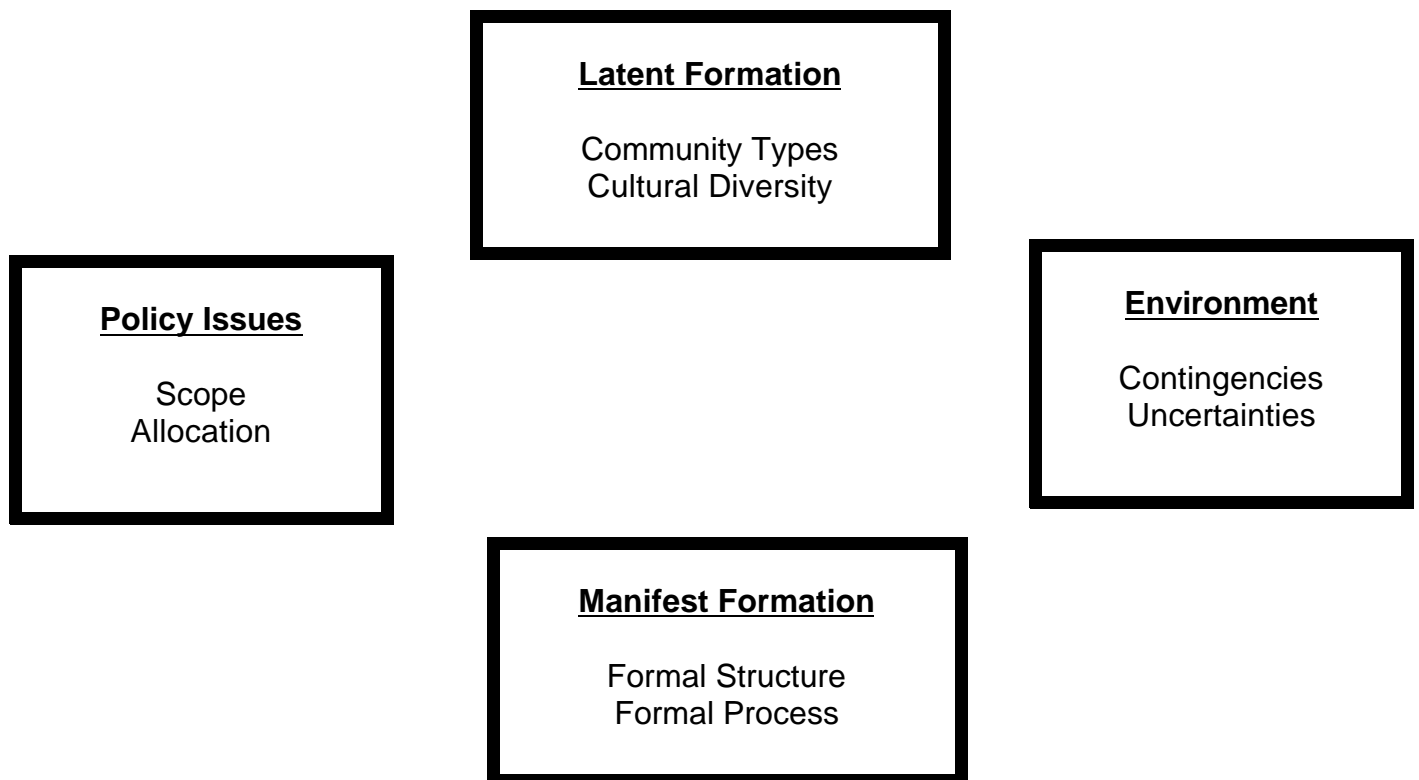 Latent Formation
Community Types
Cultural Diversity
Policy Issues
Scope
Allocation
Environment
Contingencies
Uncertainties
Manifest Formation
Formal Structure
Formal Process